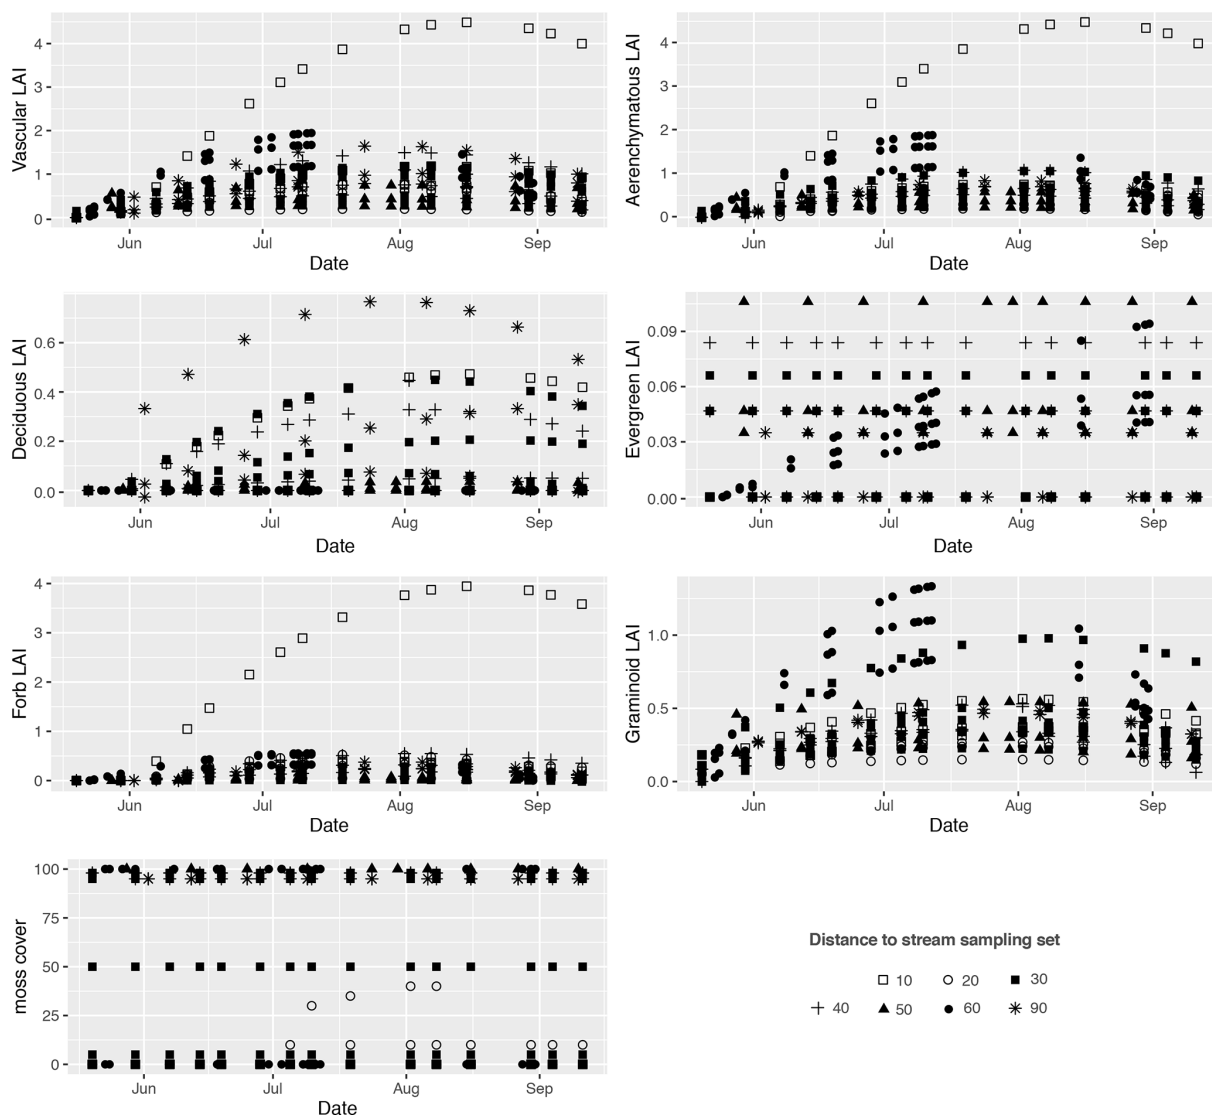 Vascular LAI
4
3
2
1
0
Jun Jul Aug Sep
Date
Aerenchymatous LAI
4
3
2
1
0
Jun Jul Aug Sep
Date
Deciduous LAI
0.6
0.4
0.2
0.0
Jun Jul Aug Sep
Date
Evergreen LAI
0.09
0.06
0.03
0.00
Jun Jul Aug Sep
Date
Forb LAI
4
3
2
1
0
Jun Jul Aug Sep
Date
Graminoid LAI
1.0
0.5
0.0
Jun Jul Aug Sep
Date
moss cover
100
75
50
25
0
Jun Jul Aug Sep
Date
Distance to stream sampling set
10 20 30
40 50 60 90